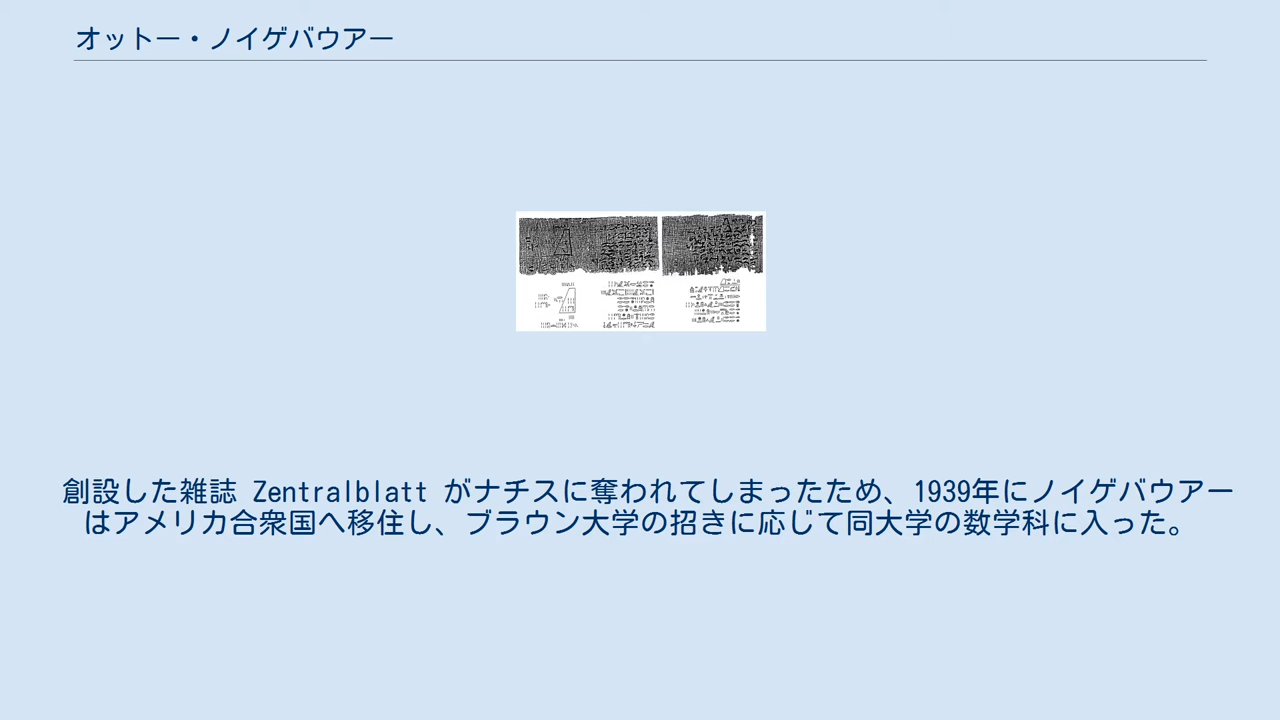 オットー・ノイゲバウアー
創設した雑誌 Zentralblatt がナチスに奪われてしまったため、1939年にノイゲバウアー
はアメリカ合衆国へ移住し、ブラウン大学の招きに応じて同大学の数学科に入った。